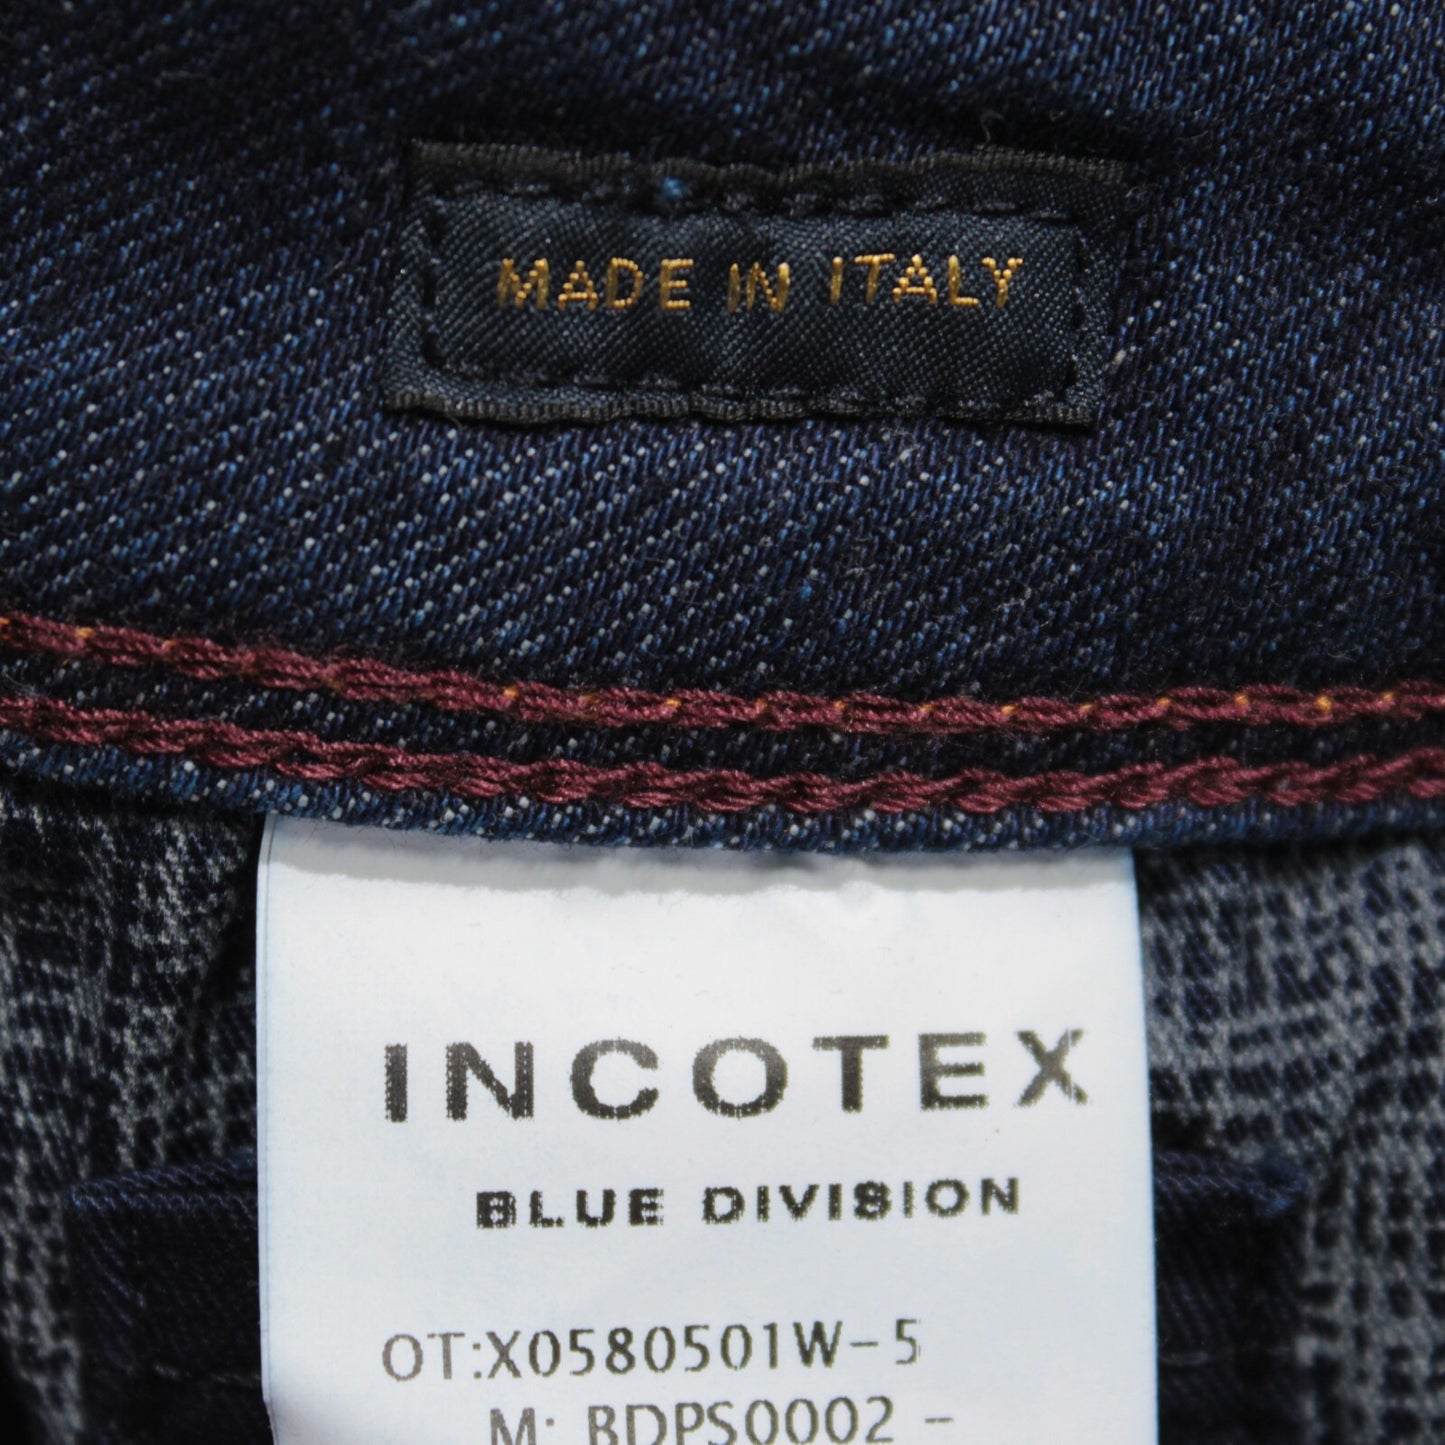 MADE IN ITALY
INCOTEX
BLUE DIVISION
OT:X0580501W-5
M: BDPS0002 -